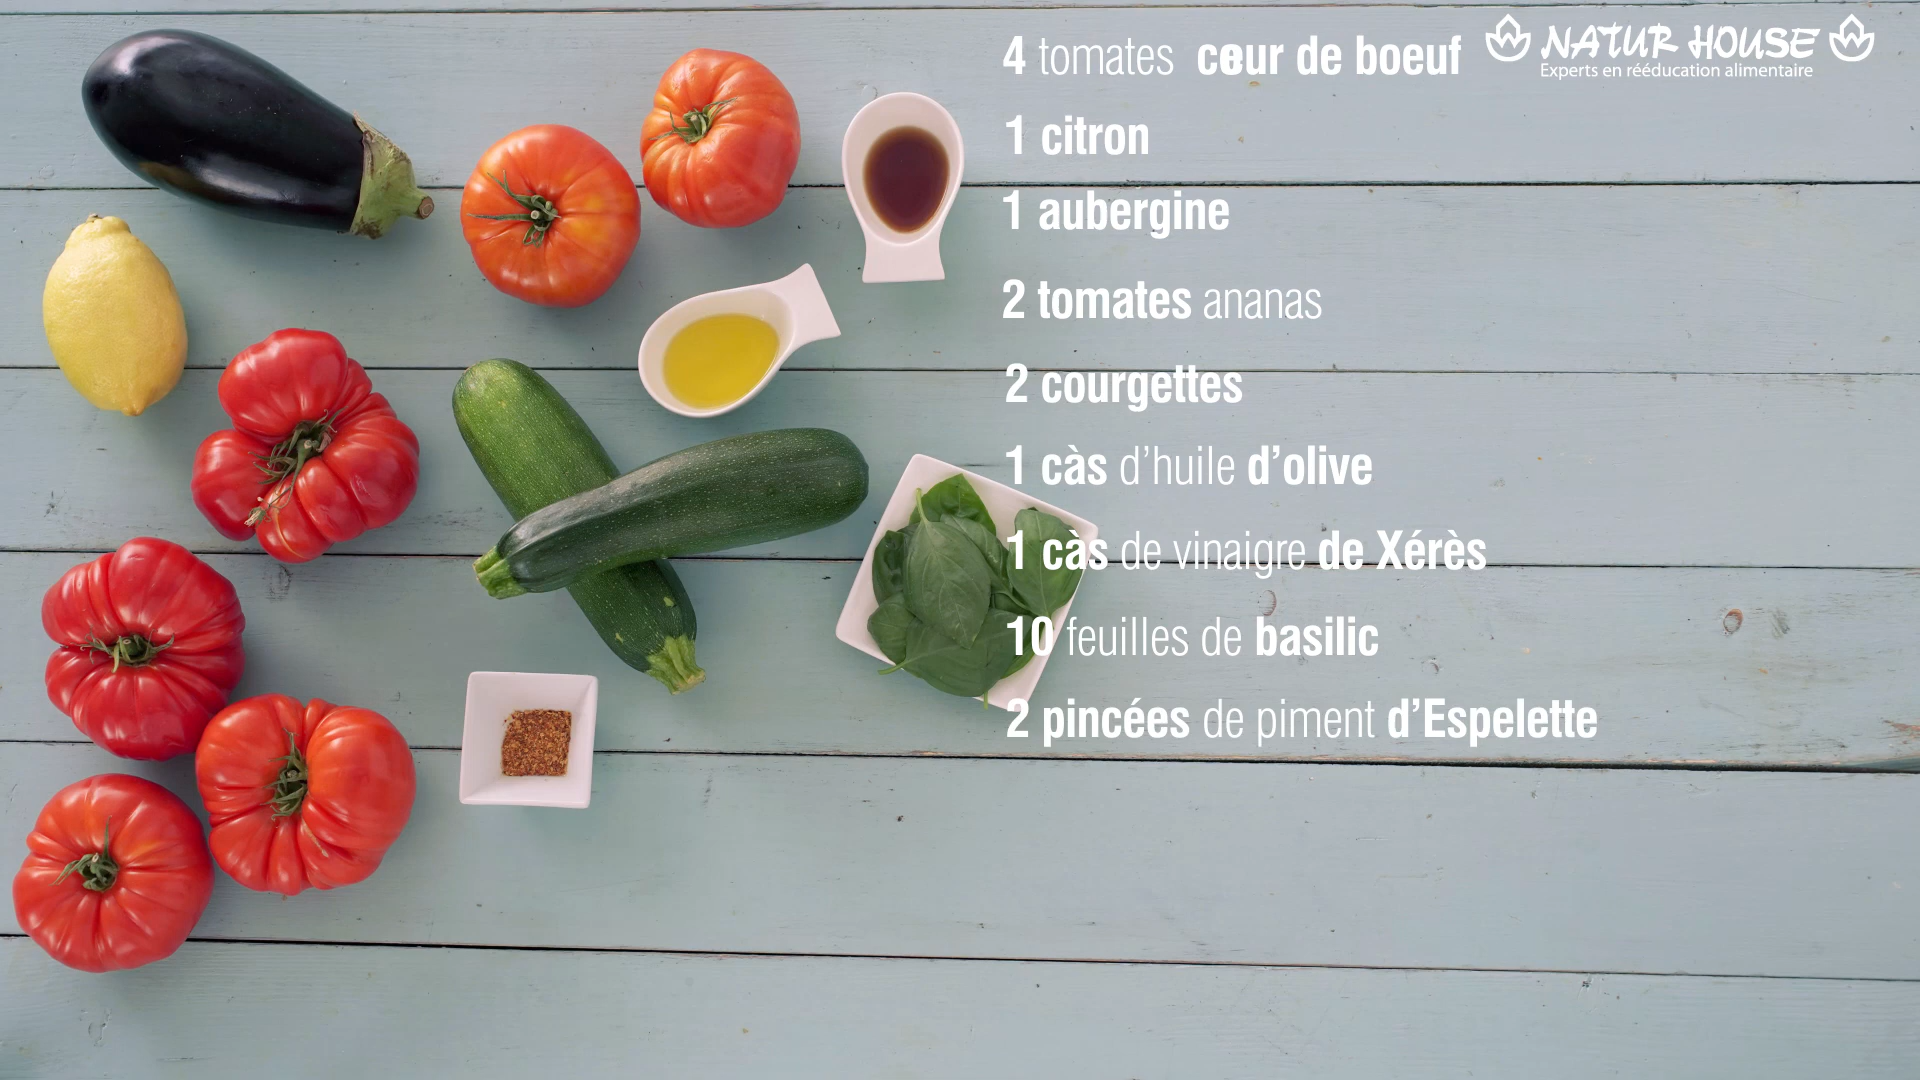 4 tomates cœur de boeuf
NATUR HOUSE
Experts en rééducation alimentaire
1 citron
1 aubergine
2 tomates ananas
2 courgettes
1 càs d’huile d’olive
1 càs de vinaigre de Xérès
10 feuilles de basilic
2 pincées de piment d’Espelette